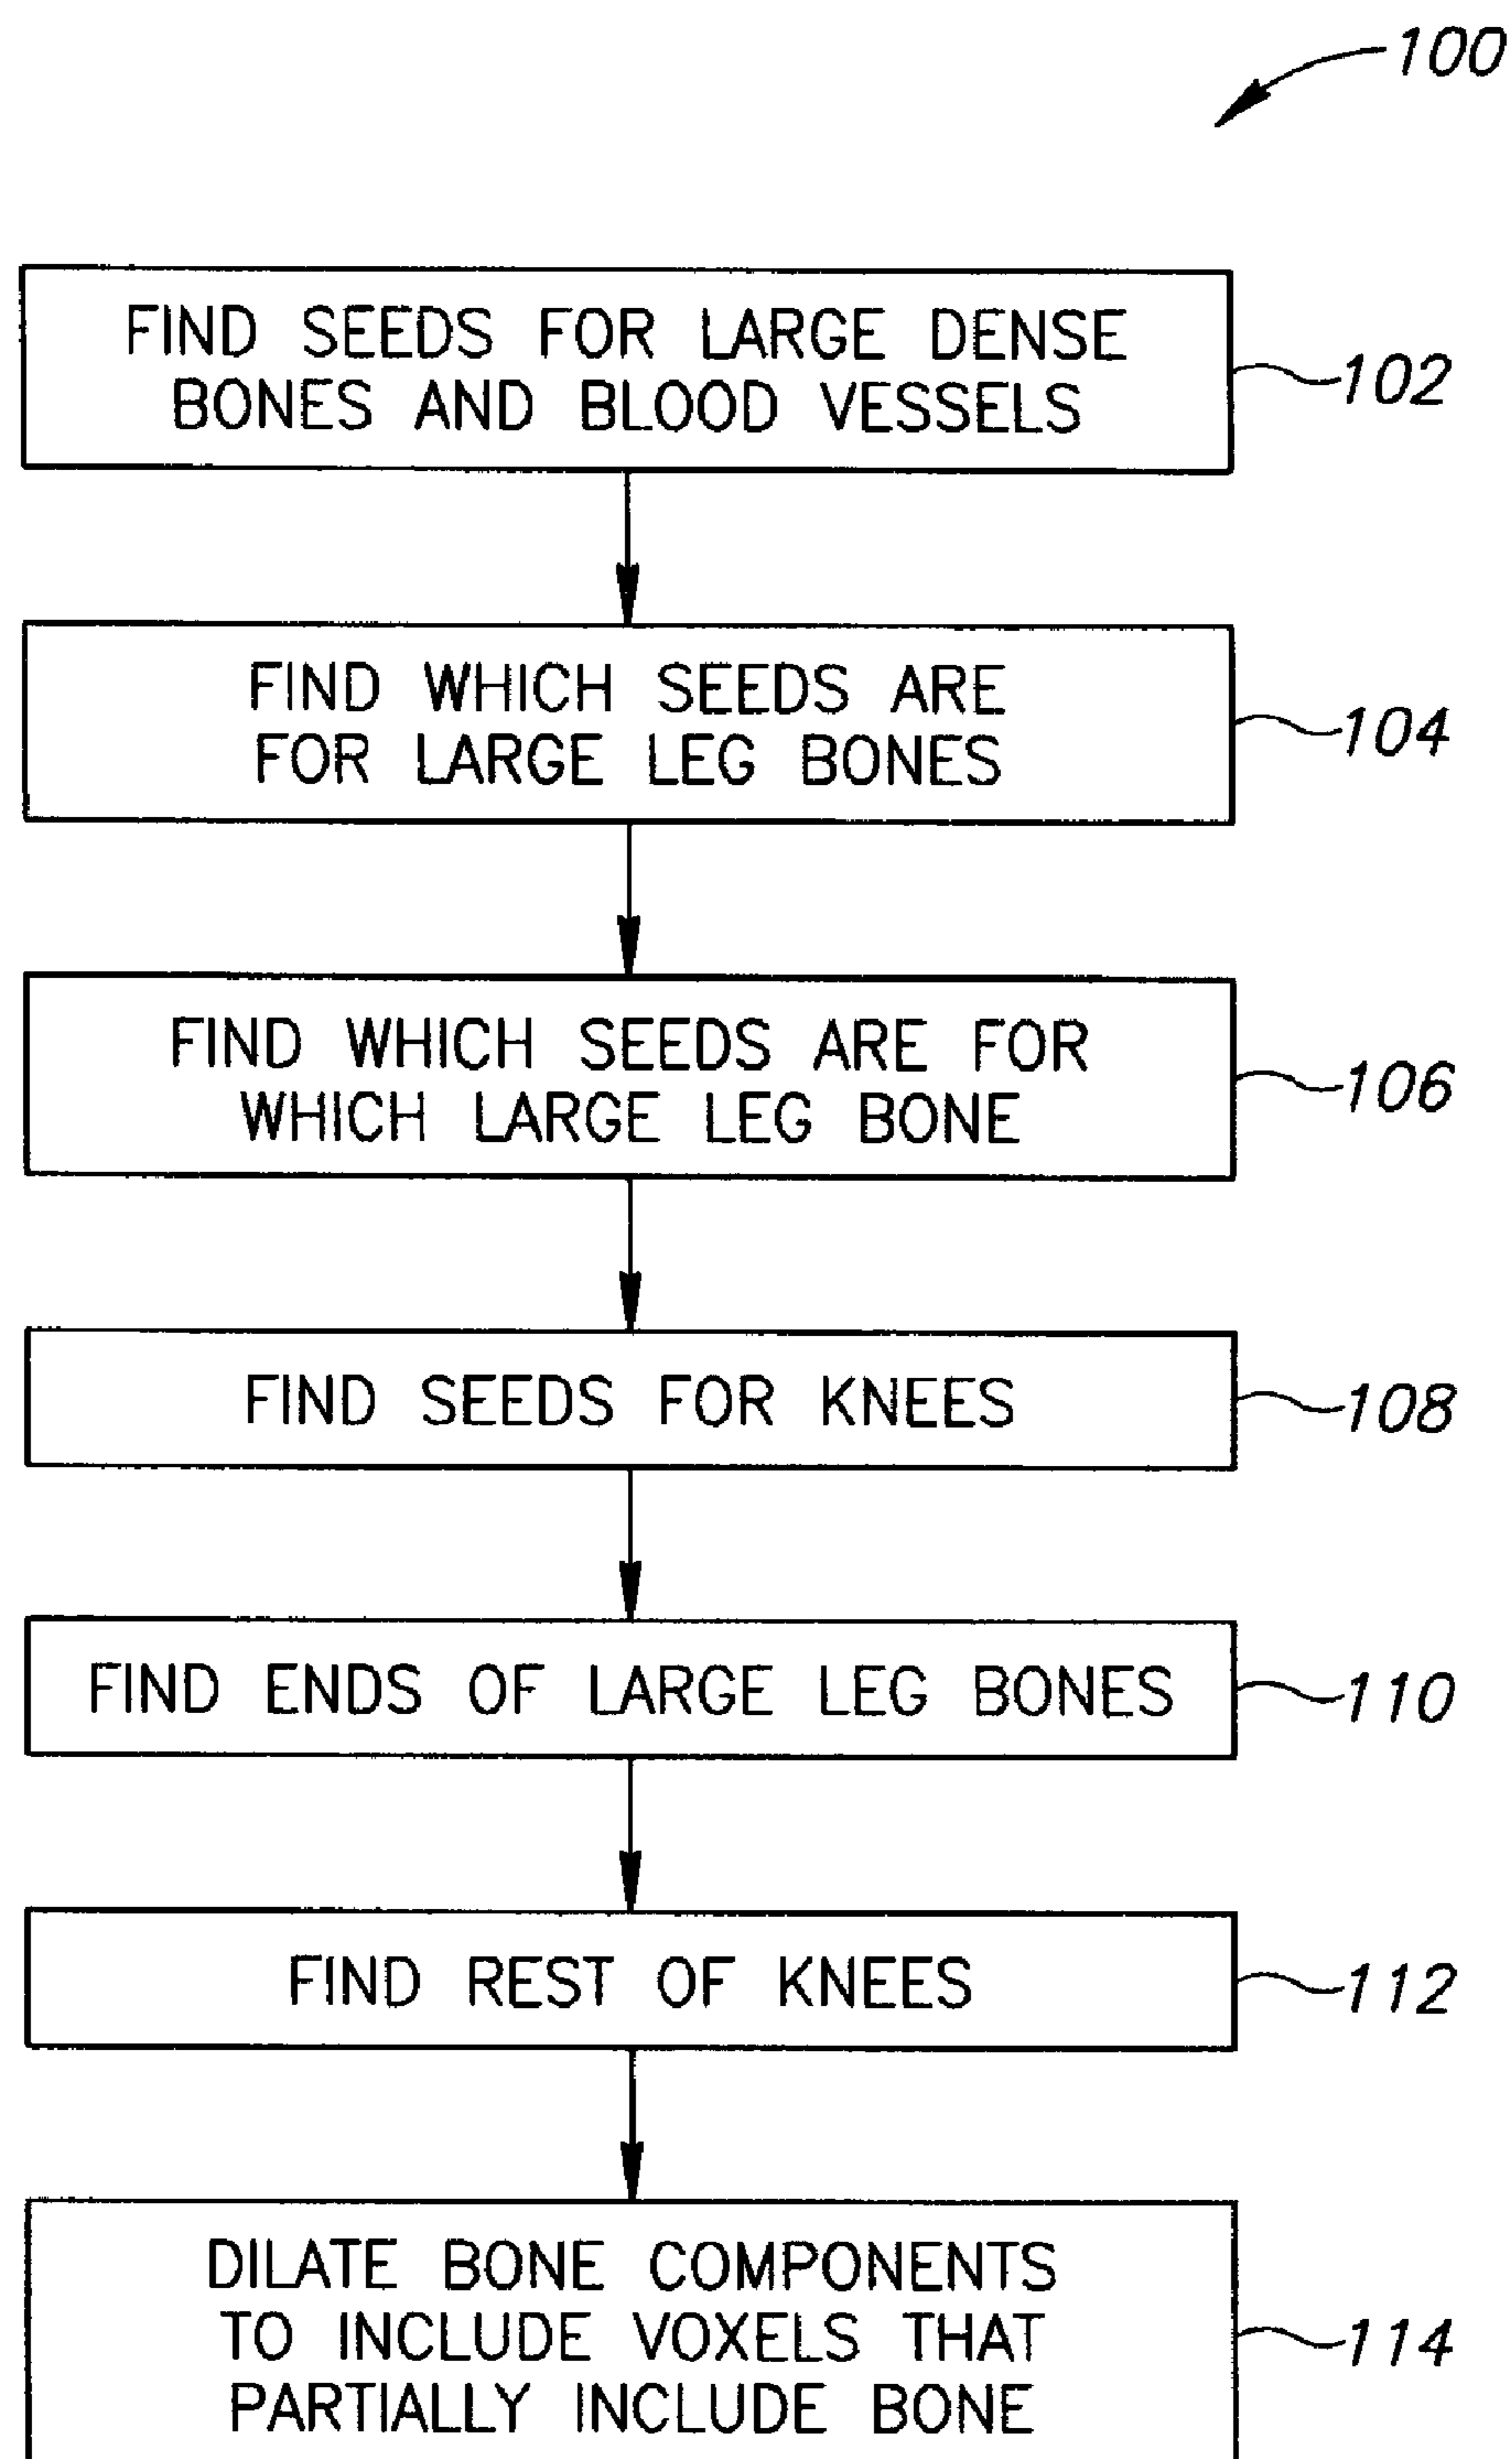 100
FIND SEEDS FOR LARGE DENSE
BONES AND BLOOD VESSELS
102
FIND WHICH SEEDS ARE
FOR LARGE LEG BONES
104
FIND WHICH SEEDS ARE FOR
WHICH LARGE LEG BONE
106
FIND SEEDS FOR KNEES
108
FIND ENDS OF LARGE LEG BONES
110
FIND REST OF KNEES
112
DILATE BONE COMPONENTS
TO INCLUDE VOXELS THAT
PARTIALLY INCLUDE BONE
114